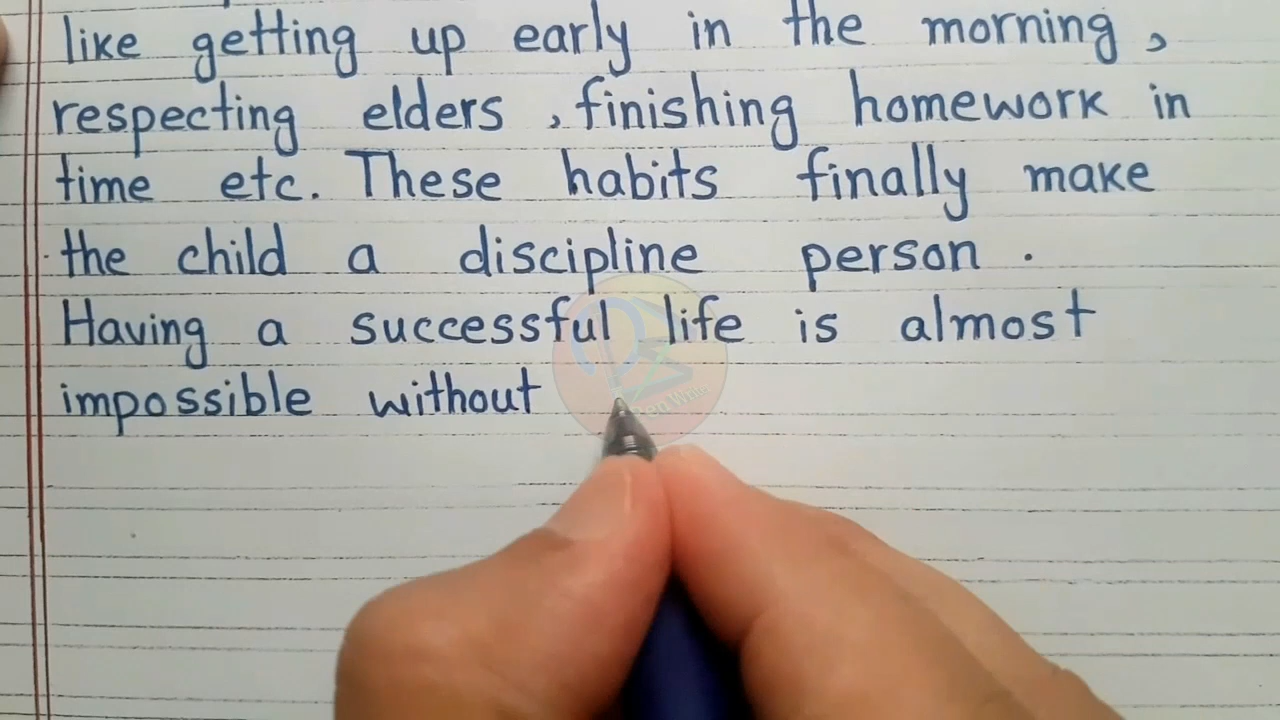 like getting up early in the morning ,
respecting elders , finishing homework in
time etc. These habits finally make
the child a discipline person .
Having a successful life is almost
impossible without